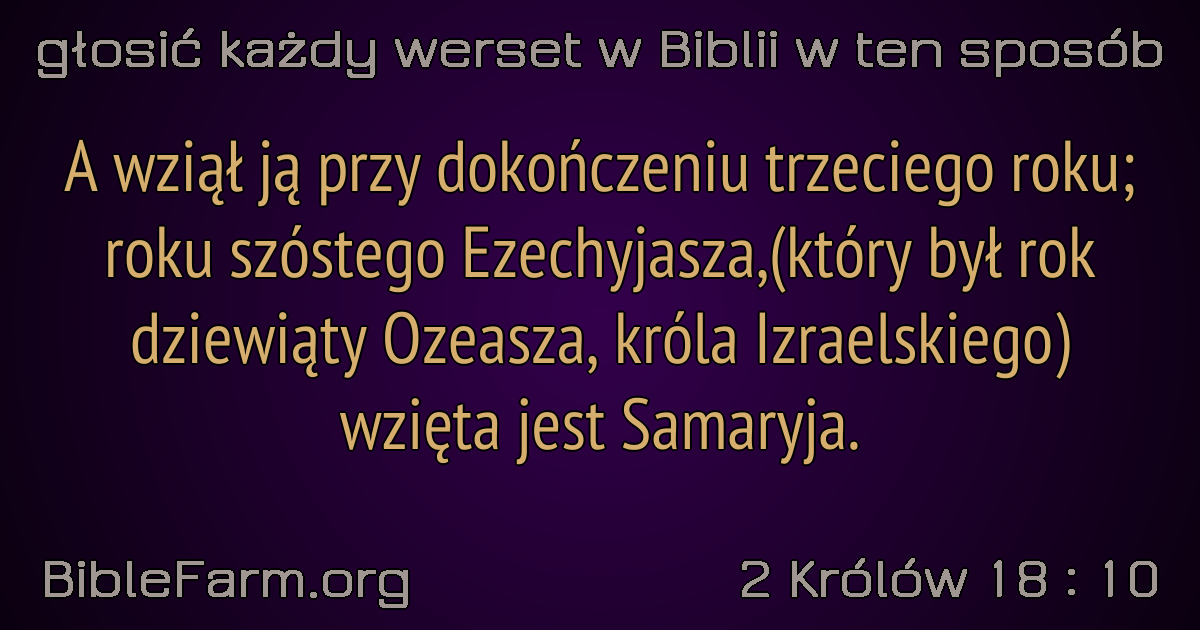 głosić każdy werset w Biblii w ten sposób
A wziął ją przy dokończeniu trzeciego roku;
roku szóstego Ezechyjasza,(który był rok
dziewiąty Ozeasza, króla Izraelskiego)
wzięta jest Samaryja.
BibleFarm.org
2 Królów 18 : 10